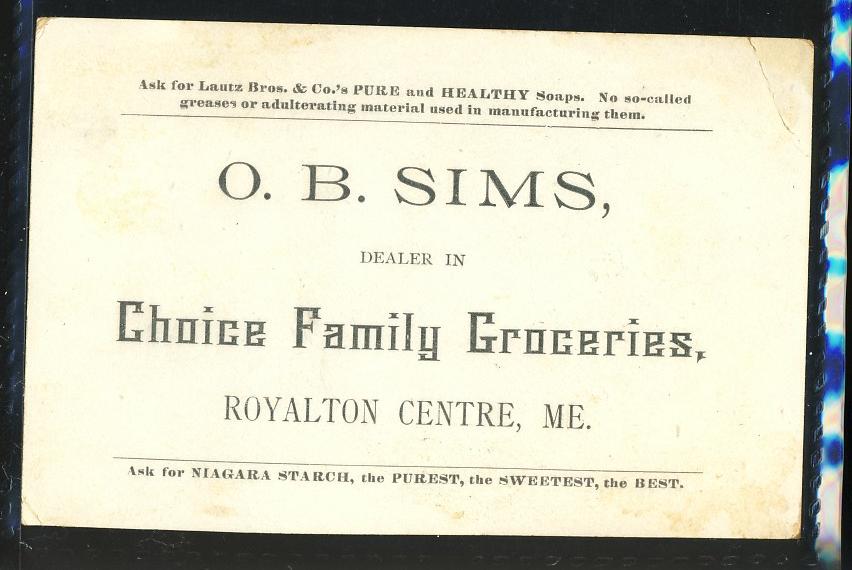 Ask for Lautz Bros. & Co.'s PURE and HEALTHY Soaps. No so-called
greases or adulterating material used in manufacturing them.
O. B. SIMS,
DEALER IN
Choice Family Groceries,
ROYALTON CENTRE, ME.
Ask for NIAGARA STARCH, the PUREST, the SWEETEST, the BEST.